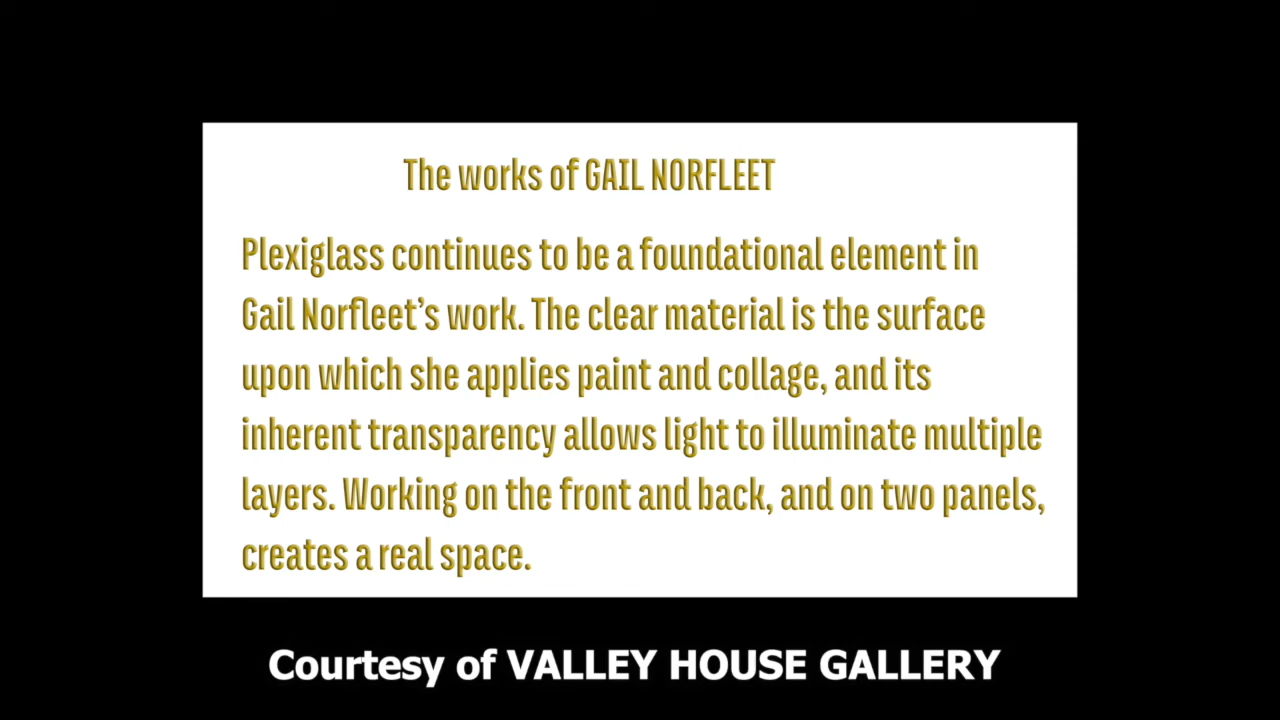 The works of GAIL NORFLEET
Plexiglass continues to be a foundational element in
Gail Norfleet’s work. The clear material is the surface
upon which she applies paint and collage, and its
inherent transparency allows light to illuminate multiple
layers. Working on the front and back, and on two panels,
creates a real space.
Courtesy of VALLEY HOUSE GALLERY